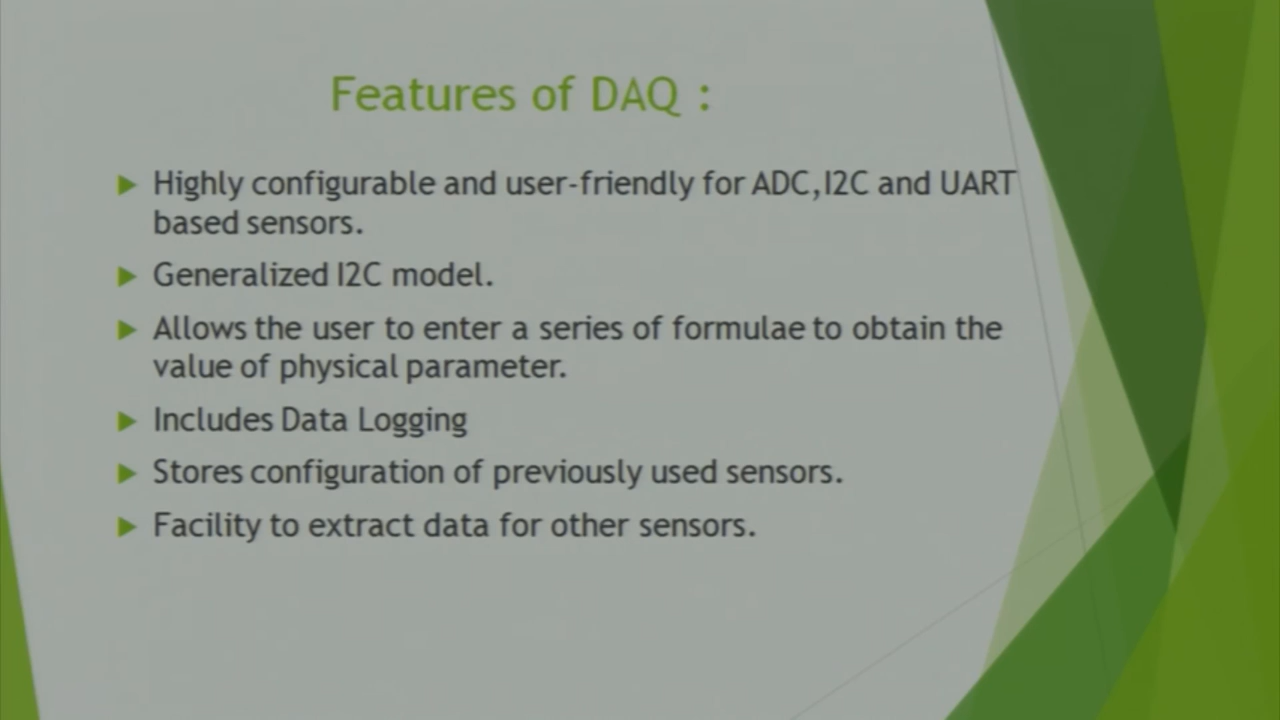 Features of DAQ :
Highly configurable and user-friendly for ADC,I2C and UART
based sensors.
Generalized I2C model.
Allows the user to enter a series of formulae to obtain the
value of physical parameter.
Includes Data Logging
Stores configuration of previously used sensors.
Facility to extract data for other sensors.